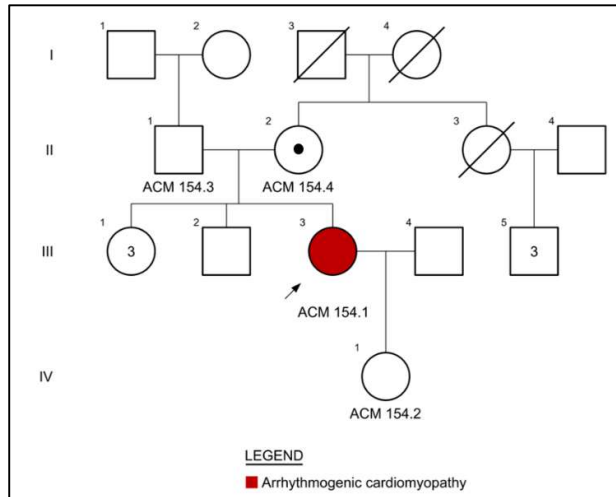 1 2 3 4
I
1 2 3 4
II
ACM 154.3 ACM 154.4
1 2 3 4 5
III 3 3
ACM 154.1
1
IV
ACM 154.2
LEGEND
Arrhythmogenic cardiomyopathy